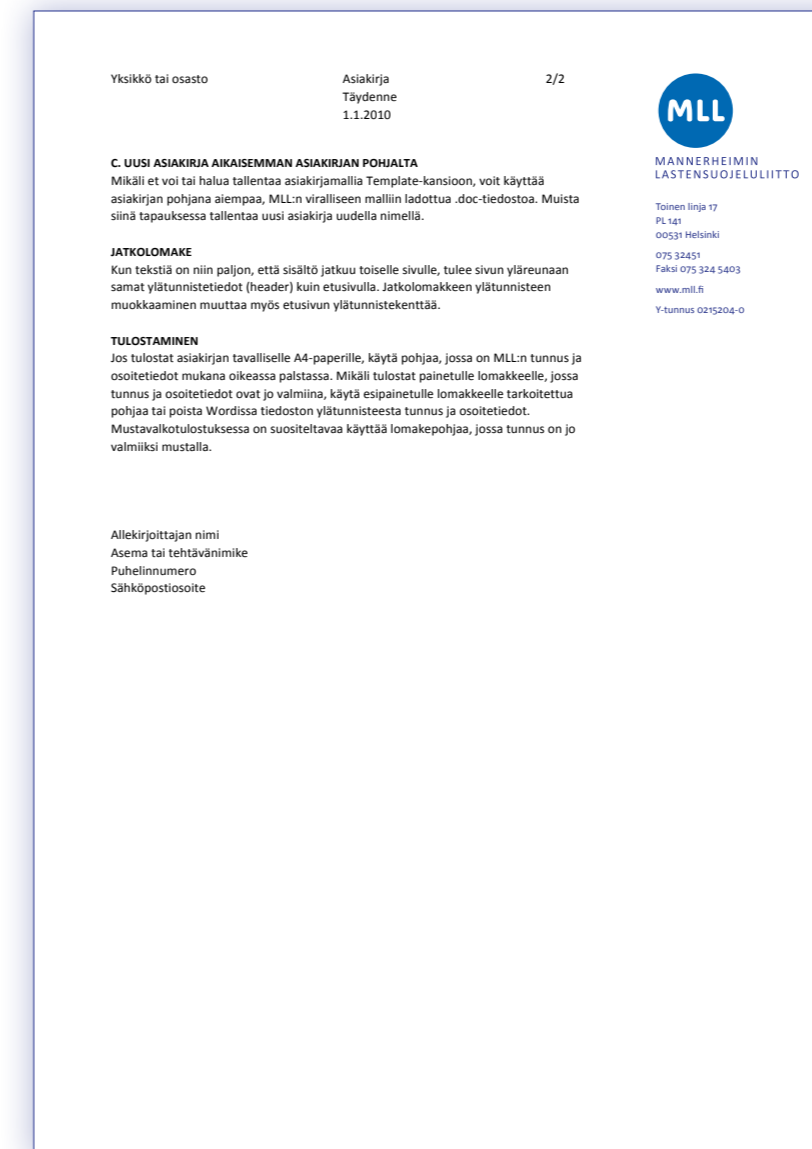 Yksikkö tai osasto Asiakirja 2/2
Täydenne
1.1.2010
MLL
MANNERHEIMIN
LASTENSUOJELULIITTO
Toinen linja 17
PL 141
00531 Helsinki
075 32451
Faksi 075 324 5403
www.mll.fi
Y-tunnus 0215204-0
C. UUSI ASIAKIRJA AIKAISEMMAN ASIAKIRJAN POHJALTA
Mikäli et voi tai halua tallentaa asiakirjamallia Template-kansioon, voit käyttää
asiakirjan pohjana aiempaa, MLL:n viralliseen malliin ladottua .doc-tiedostoa. Muista
siinä tapauksessa tallentaa uusi asiakirja uudella nimellä.
JATKOLOMAKE
Kun tekstiä on niin paljon, että sisältö jatkuu toiselle sivulle, tulee sivun yläreunaan
samat ylätunnistetiedot (header) kuin etusivulla. Jatkolomakkeen ylätunnisteen
muokkaaminen muuttaa myös etusivun ylätunnistekenttää.
TULOSTAMINEN
Jos tulostat asiakirjan tavalliselle A4-paperille, käytä pohjaa, jossa on MLL:n tunnus ja
osoitetiedot mukana oikeassa palstassa. Mikäli tulostat painetulle lomakkeelle, jossa
tunnus ja osoitetiedot ovat jo valmiina, käytä esipainetulle lomakkeelle tarkoitettua
pohjaa tai poista Wordissa tiedoston ylätunnisteesta tunnus ja osoitetiedot.
Mustavalkotulostuksessa on suositeltavaa käyttää lomakepohjaa, jossa tunnus on jo
valmiiksi mustalla.
Allekirjoittajan nimi
Asema tai tehtävänimike
Puhelinnumero
Sähköpostiosoite